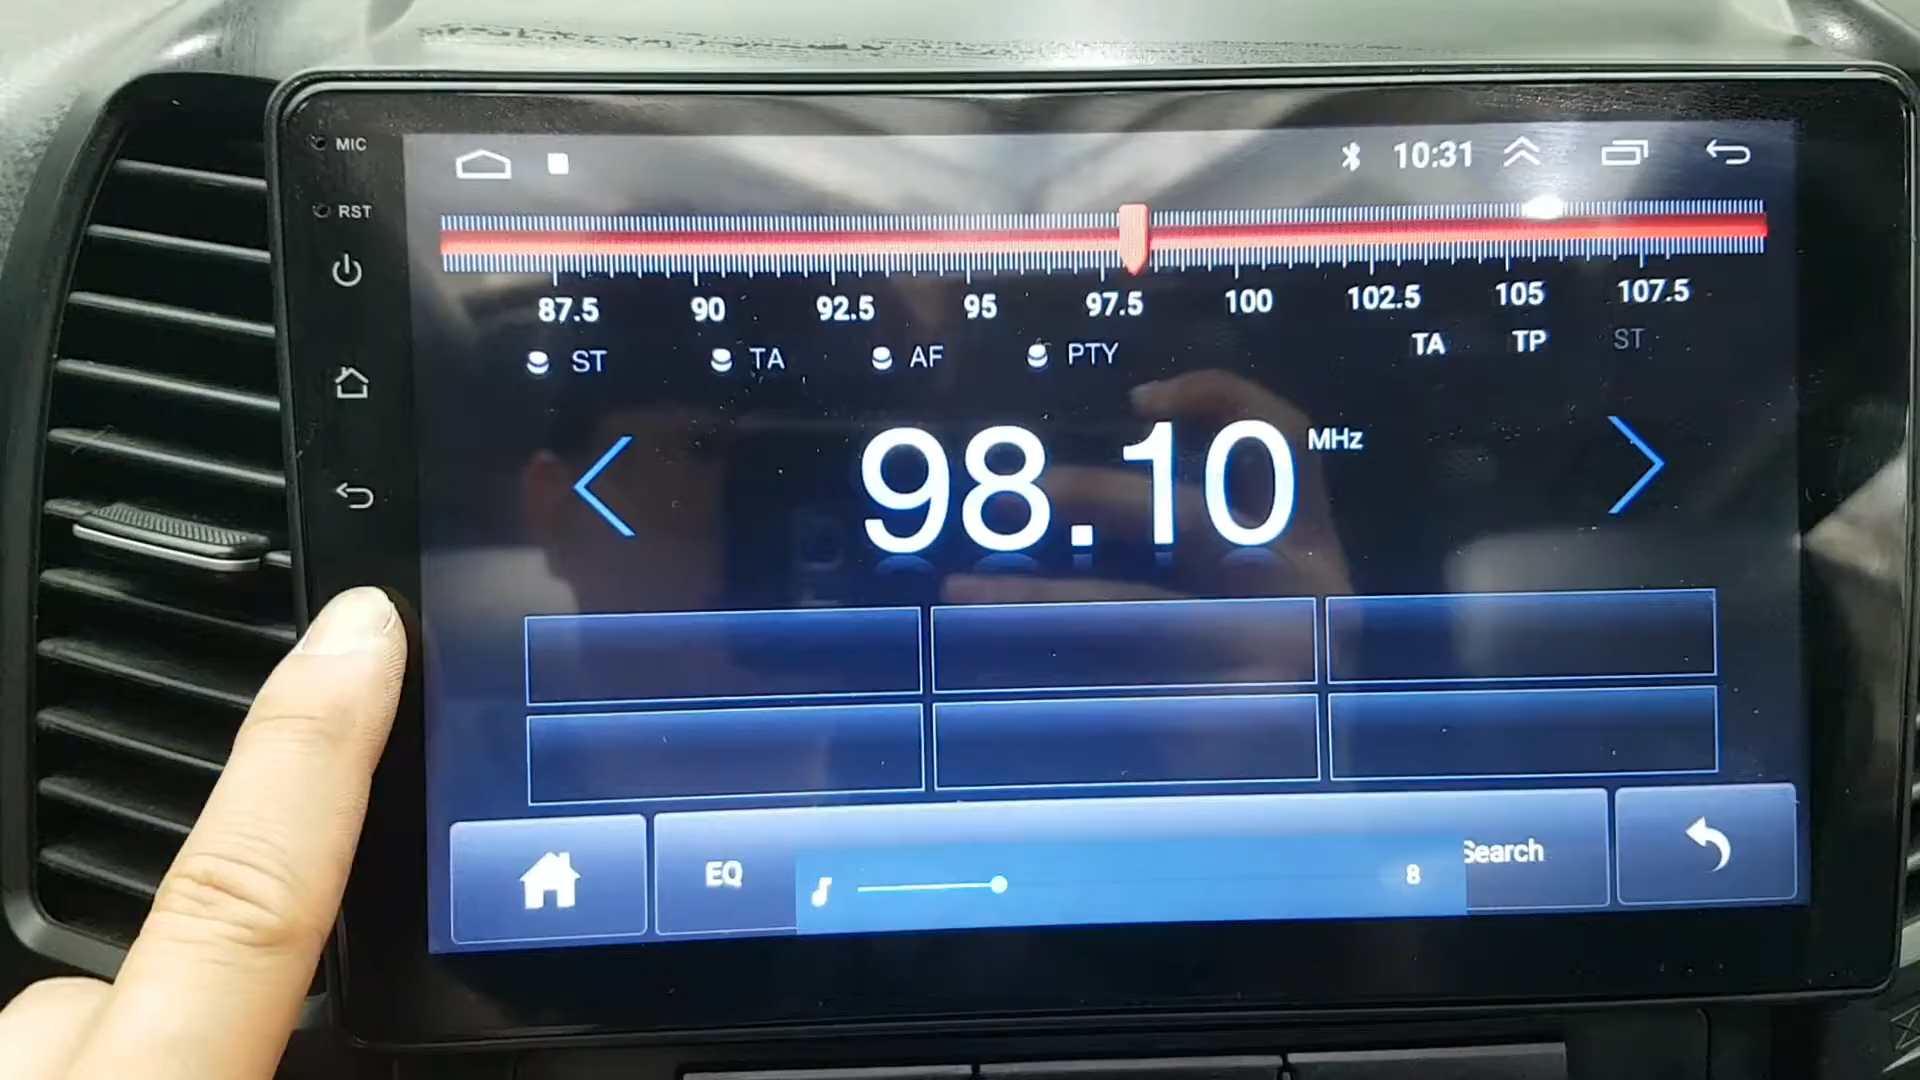 MIC
10:31
RST
87.5 90 92.5 95 97.5 100 102.5 105 107.5
ST TA AF PTY TA TP ST
98.10 MHz
EQ 8 Search